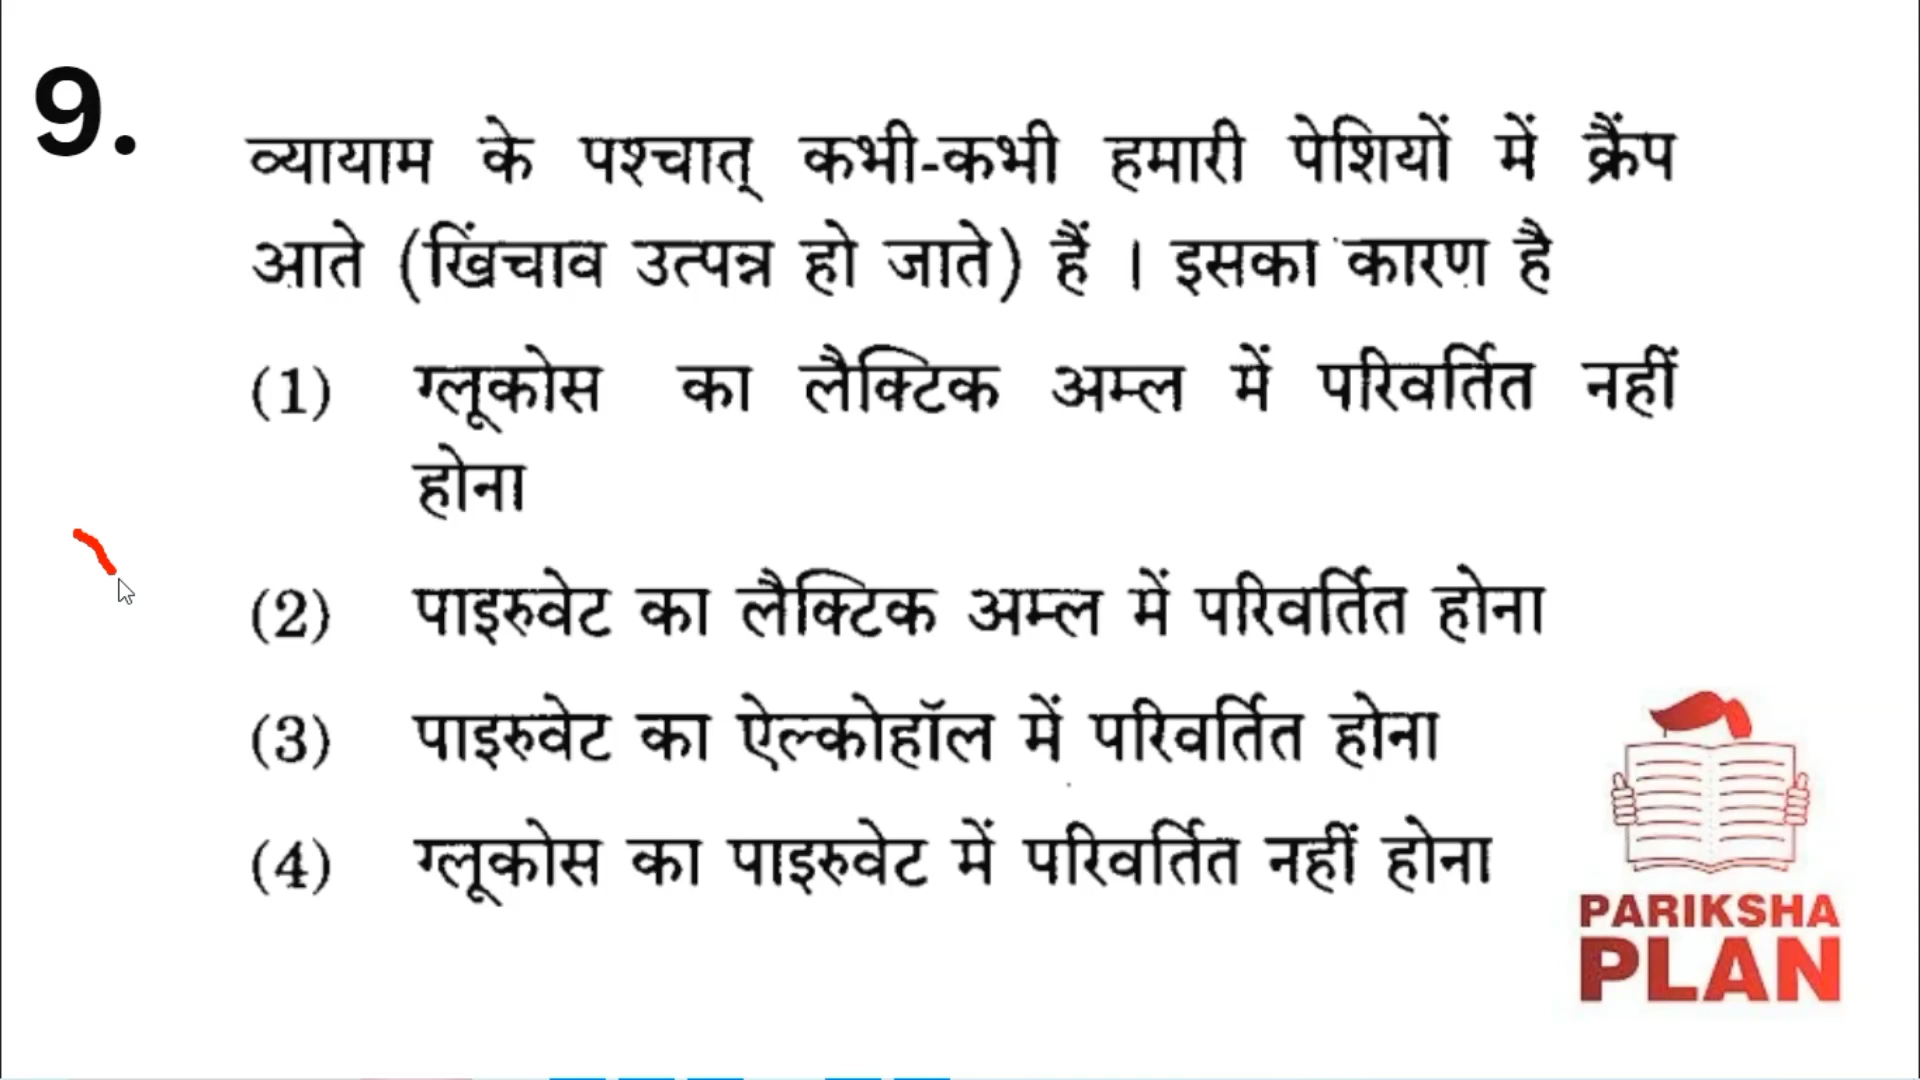 9.
व्यायाम के पश्चात् कभी-कभी हमारी पेशियों में क्रैंप
आते (खिंचाव उत्पन्न हो जाते) हैं । इसका कारण है
(1) ग्लूकोस का लैक्टिक अम्ल में परिवर्तित नहीं
होना
(2) पाइरुवेट का लैक्टिक अम्ल में परिवर्तित होना
(3) पाइरुवेट का ऐल्कोहॉल में परिवर्तित होना
(4) ग्लूकोस का पाइरुवेट में परिवर्तित नहीं होना
PARIKSHA
PLAN